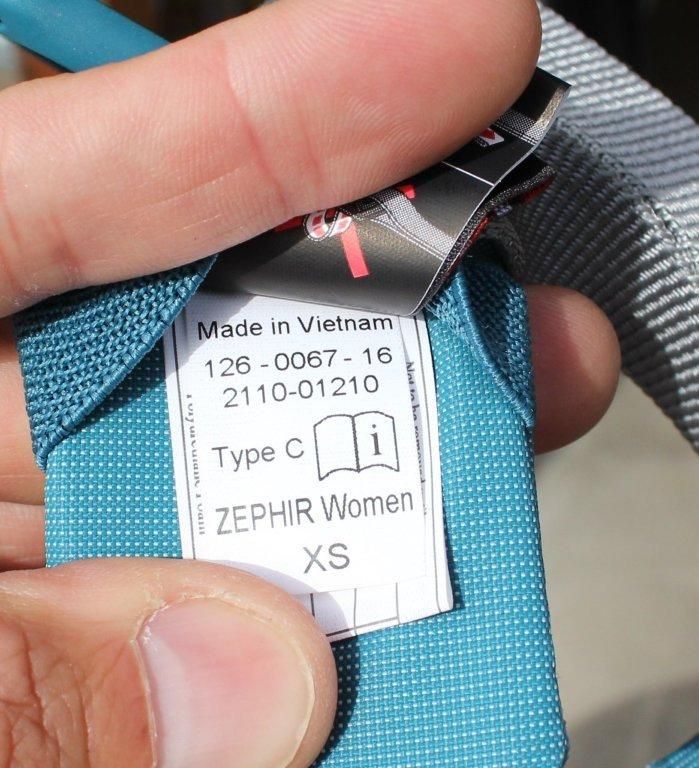 Made in Vietnam
126 - 0067 - 16
2110-01210
Type C
i
ZEPHIR Women
XS